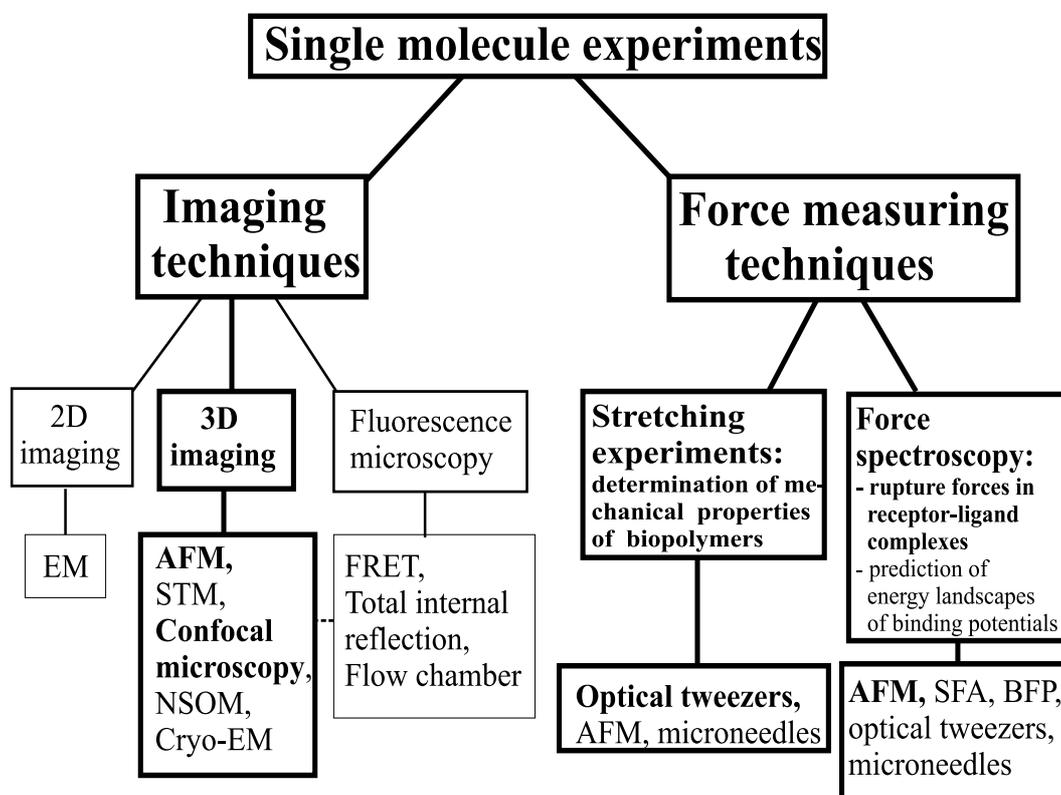 Single molecule experiments
Imaging
techniques
Force measuring
techniques
2D
imaging
3D
imaging
Fluorescence
microscopy
Stretching
experiments:
determination of me-
chanical properties
of biopolymers
Force
spectroscopy:
- rupture forces in
receptor-ligand
complexes
- prediction of
energy landscapes
of binding potentials
EM
AFM,
STM,
Confocal
microscopy,
NSOM,
Cryo-EM
FRET,
Total internal
reflection,
Flow chamber
Optical tweezers,
AFM, microneedles
AFM, SFA, BFP,
optical tweezers,
microneedles